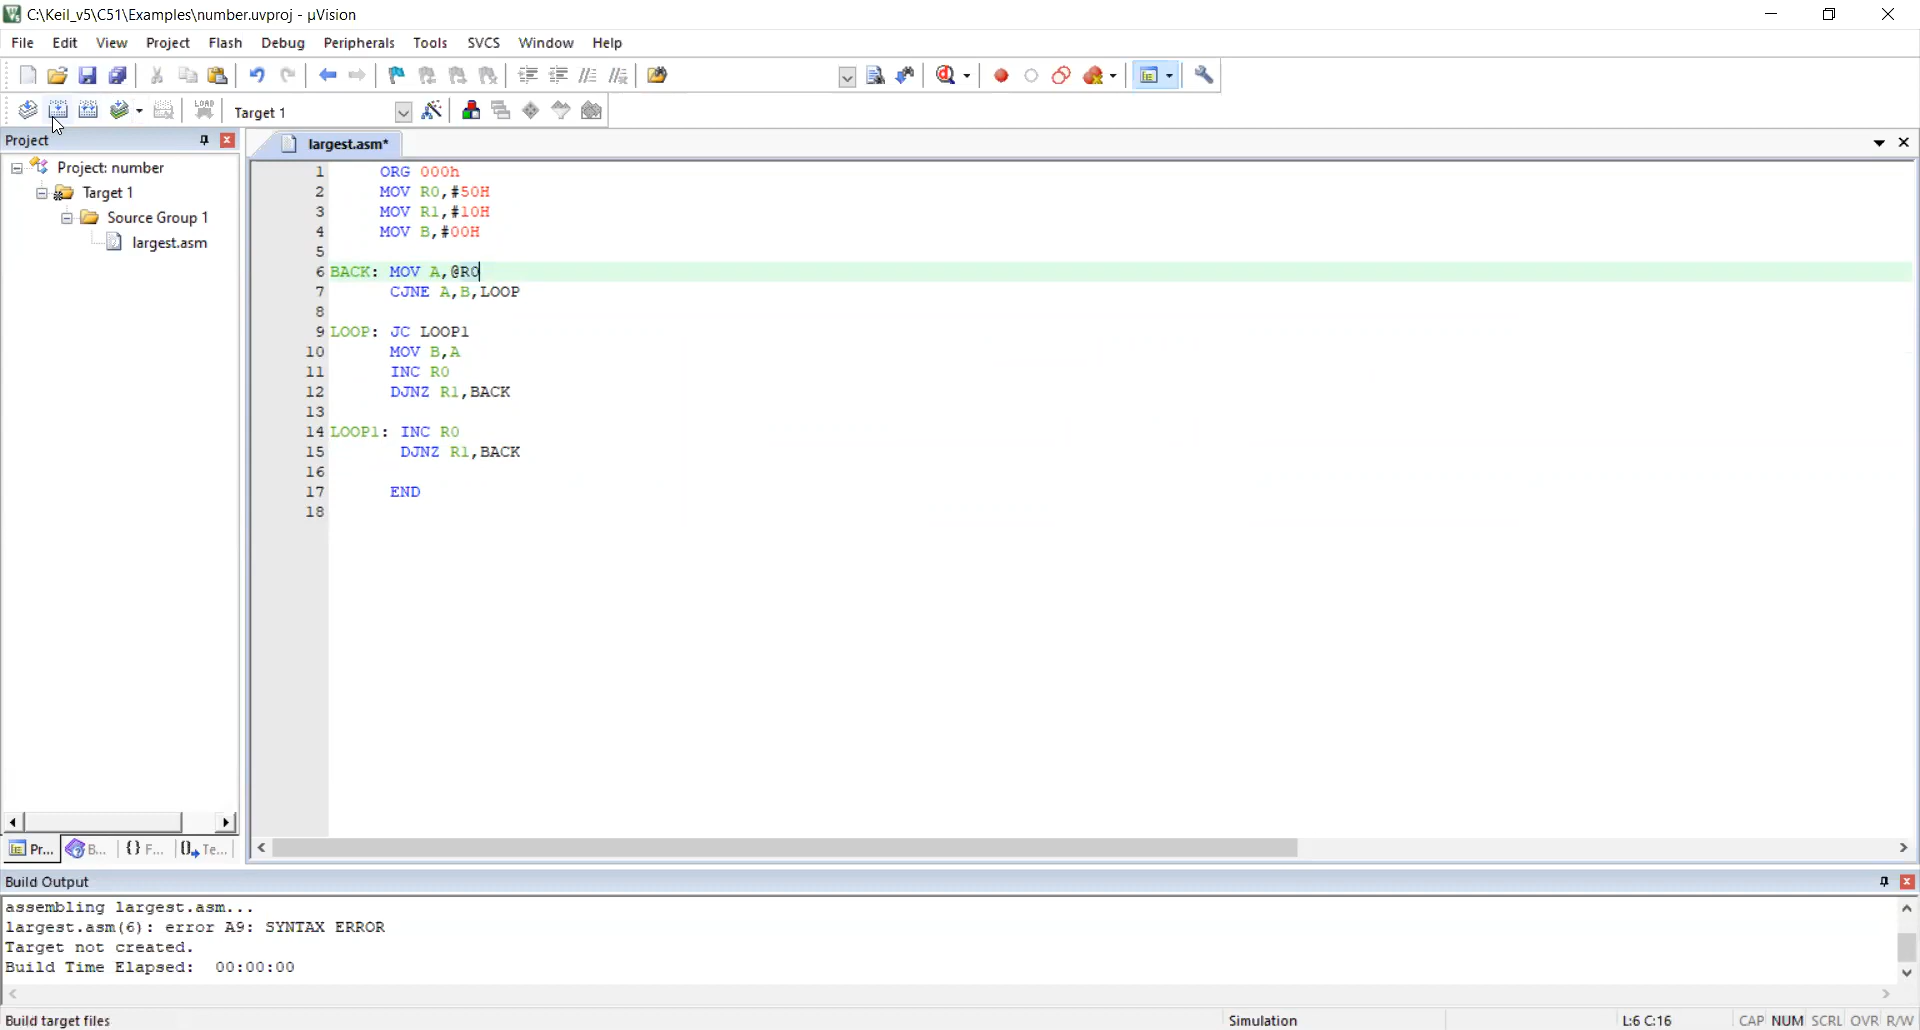 C:\Keil_v5\C51\Examples\number.uvproj - µVision
File Edit View Project Flash Debug Peripherals Tools SVCS Window Help
LOAD Target 1
Project
largest.asm*
Project: number
Target 1
Source Group 1
largest.asm
1 ORG 000h
2 MOV R0,#50H
3 MOV R1,#10H
4 MOV B,#00H
5
6 BACK: MOV A,@R0
7 CJNE A,B,LOOP
8
9 LOOP: JC LOOP1
10 MOV B,A
11 INC R0
12 DJNZ R1,BACK
13
14 LOOP1: INC R0
15 DJNZ R1,BACK
16
17 END
18
Pr... B... {} F... 0 Te...
Build Output
assembling largest.asm...
largest.asm(6): error A9: SYNTAX ERROR
Target not created.
Build Time Elapsed: 00:00:00
Build target files Simulation L:6 C:16 CAP NUM SCRL OVR R/W